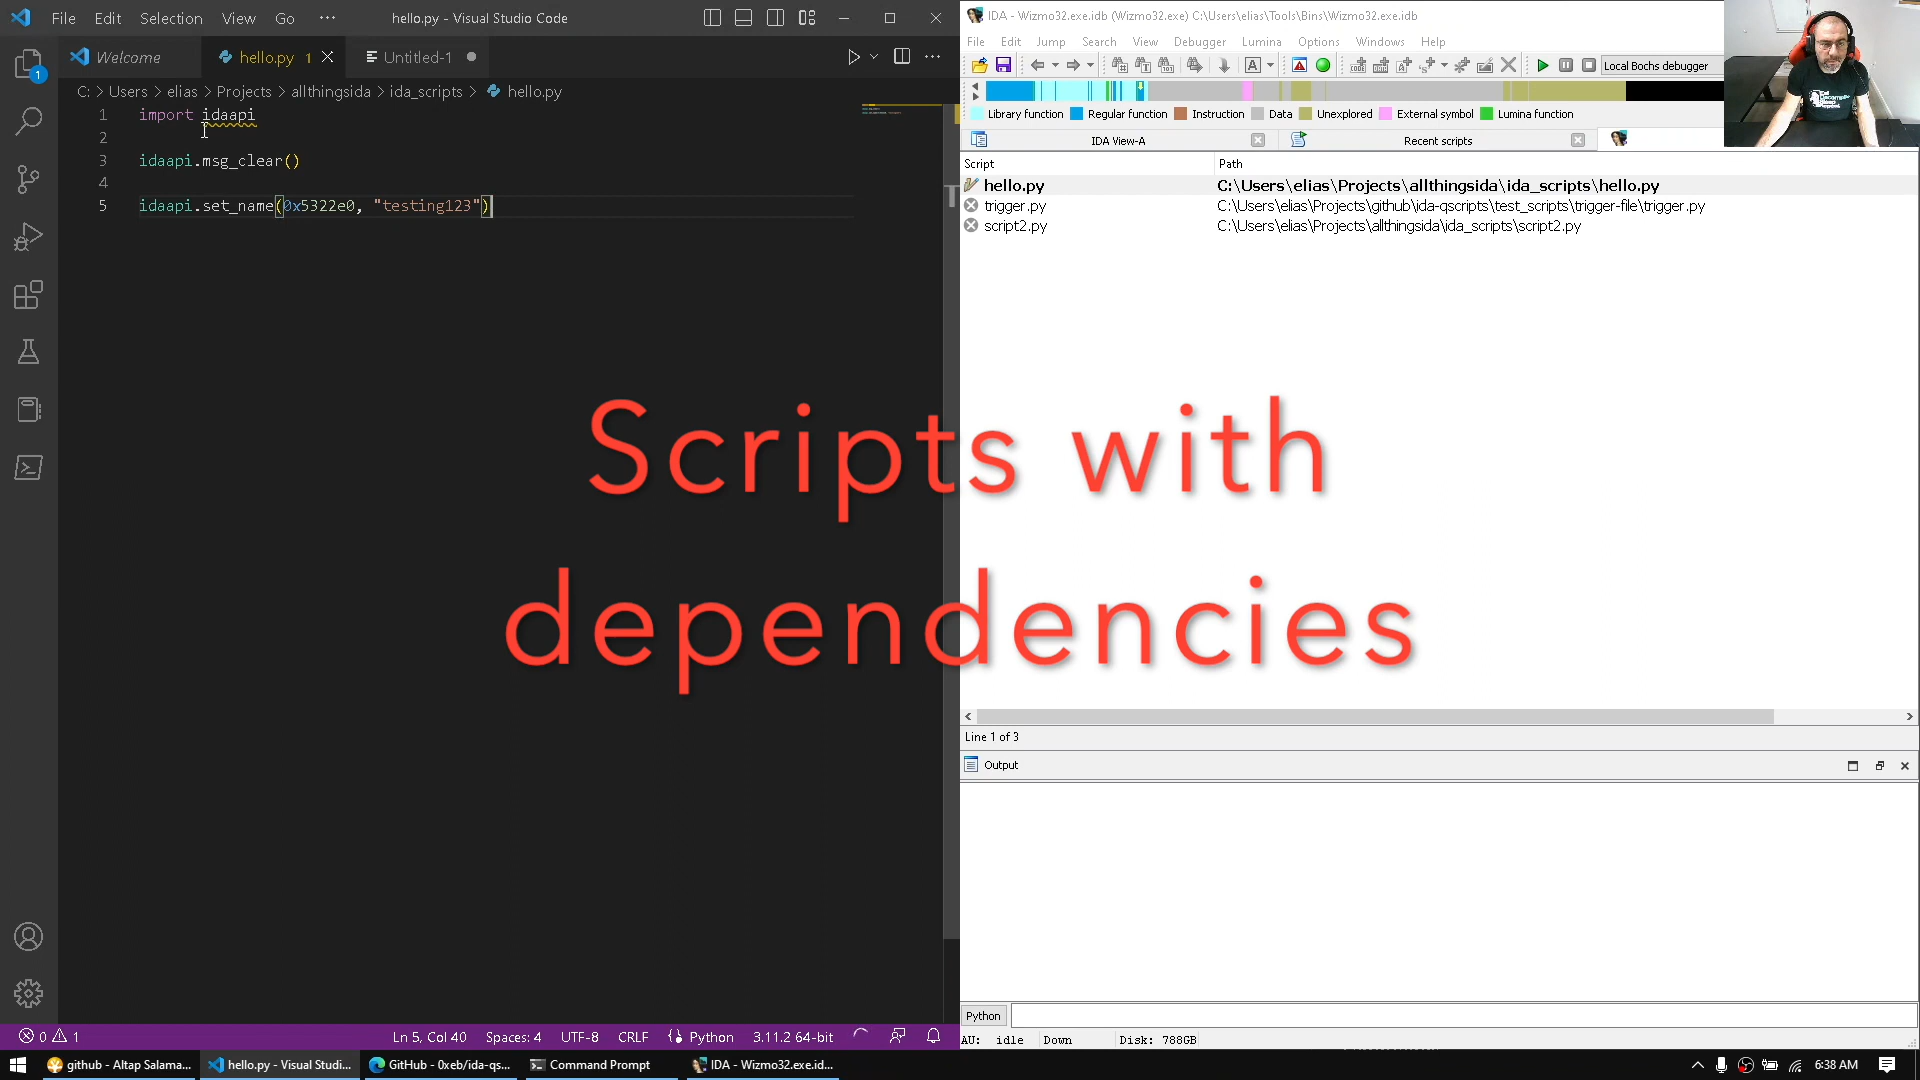 File Edit Selection View Go ··· hello.py - Visual Studio Code
Welcome hello.py 1 Untitled-1
C: > Users > elias > Projects > allthingsida > ida_scripts > hello.py
1 import idaapi
2
3 idaapi.msg_clear()
4
5 idaapi.set_name(0x5322e0, "testing123")
1
0 1 Ln 5, Col 40 Spaces: 4 UTF-8 CRLF Python 3.11.2 64-bit
IDA - Wizmo32.exe.idb (Wizmo32.exe) C:\Users\elias\Tools\Bins\Wizmo32.exe.idb
File Edit Jump Search View Debugger Lumina Options Windows Help
Local Bochs debugger
Library function Regular function Instruction Data Unexplored External symbol Lumina function
IDA View-A Recent scripts
Script Path
hello.py C:\Users\elias\Projects\allthingsida\ida_scripts\hello.py
trigger.py C:\Users\elias\Projects\github\ida-qscripts\test_scripts\trigger-file\trigger.py
script2.py C:\Users\elias\Projects\allthingsida\ida_scripts\script2.py
Scripts with
dependencies
Line 1 of 3
Output
Python
AU: idle Down Disk: 788GB
github - Altap Salama... hello.py - Visual Studi... GitHub - 0xeb/ida-qs... Command Prompt IDA - Wizmo32.exe.id... 6:38 AM